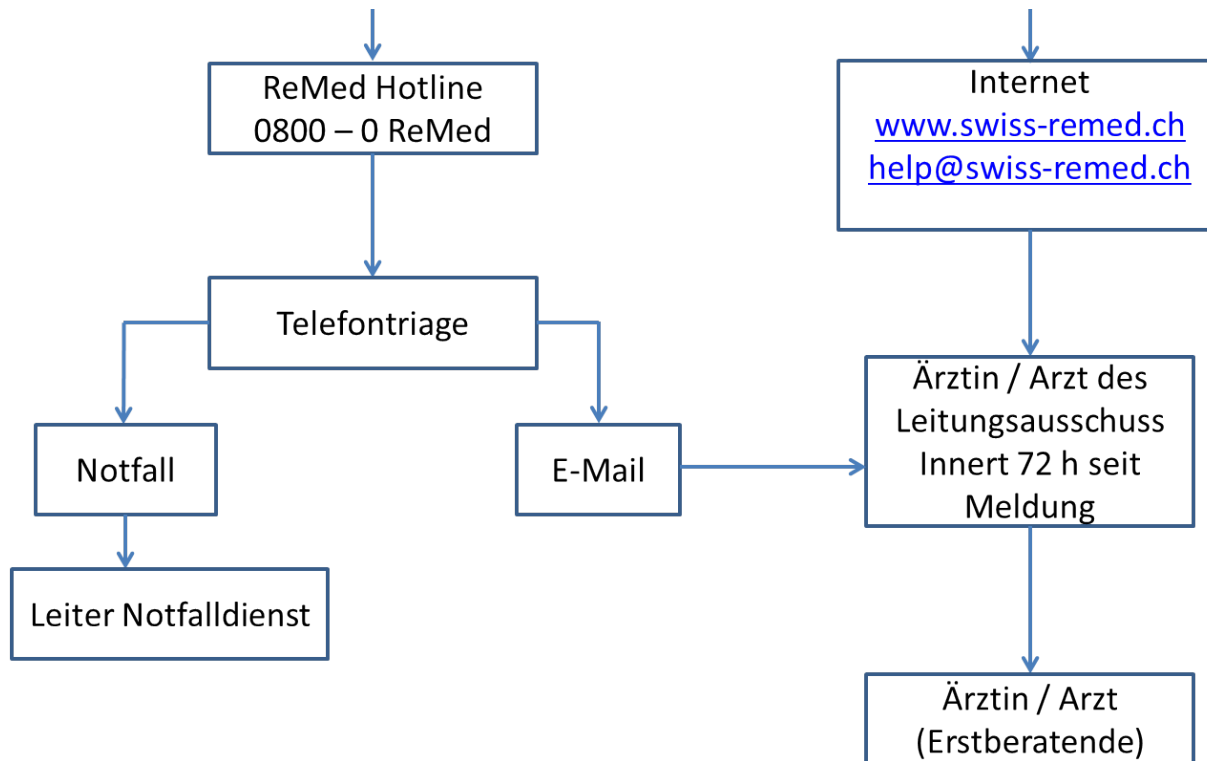 ReMed Hotline
0800 – 0 ReMed
Internet
www.swiss-remed.ch
help@swiss-remed.ch
Telefontriage
Notfall
E-Mail
Ärztin / Arzt des
Leitungsausschuss
Innert 72 h seit
Meldung
Leiter Notfalldienst
Ärztin / Arzt
(Erstberatende)